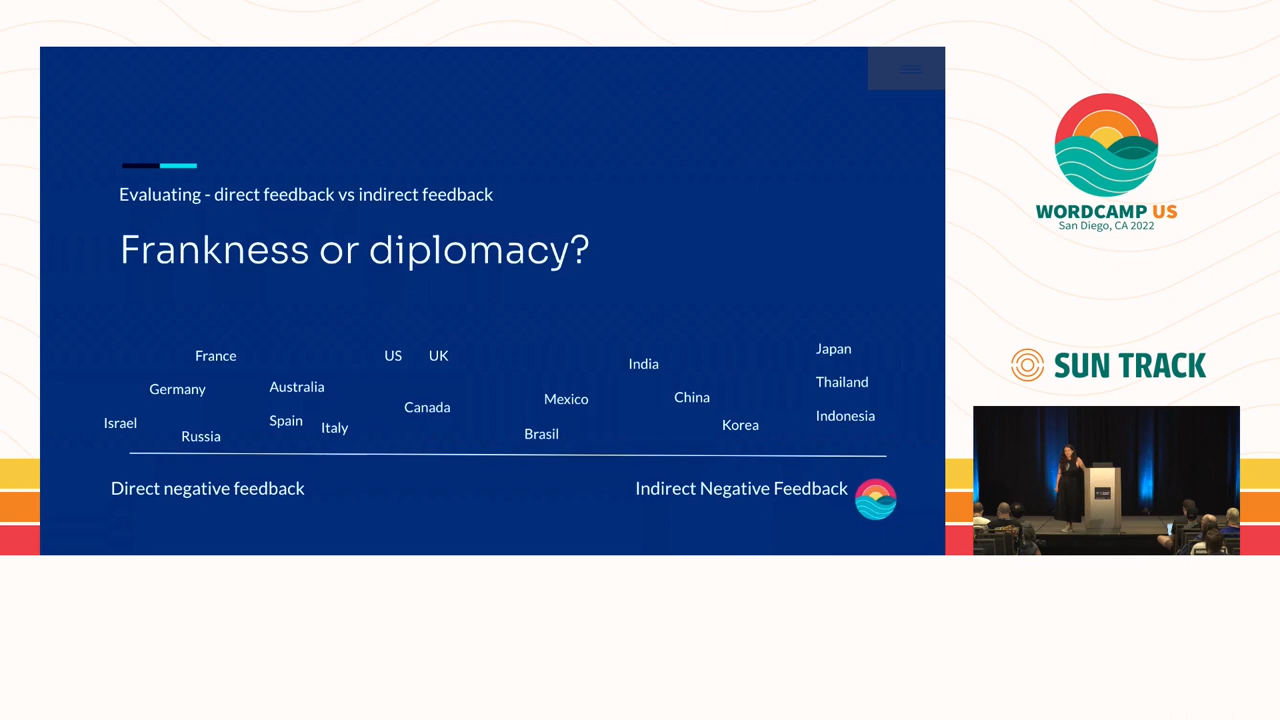 Evaluating - direct feedback vs indirect feedback
Frankness or diplomacy?
Japan
France
US
UK
India
Thailand
Germany
Australia
China
Mexico
Canada
Indonesia
Israel
Spain
Italy
Korea
Russia
Brasil
Direct negative feedback
Indirect Negative Feedback
WORDCAMP US
San Diego, CA 2022
SUN TRACK